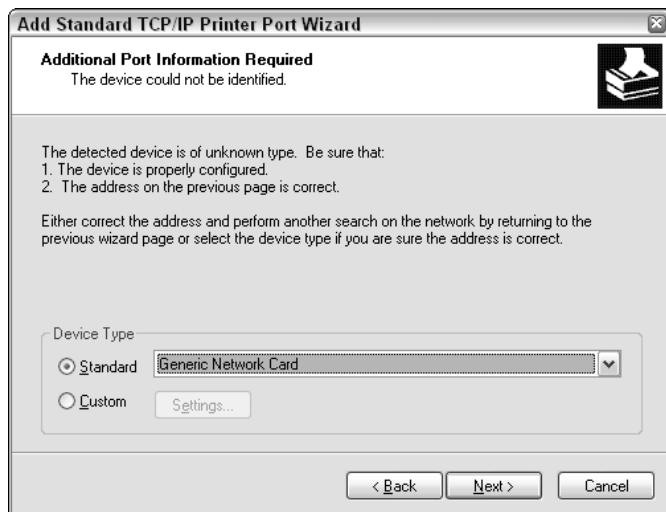 Add Standard TCP/IP Printer Port Wizard
Additional Port Information Required
The device could not be identified.
The detected device is of unknown type.  Be sure that:
1. The device is properly configured.
2.  The address on the previous page is correct.
Either correct the address and perform another search on the network by returning to the
previous wizard page or select the device type if you are sure the address is correct.
Device Type
Standard
Generic Network Card
Custom
Settings...
< Back
Next >
Cancel